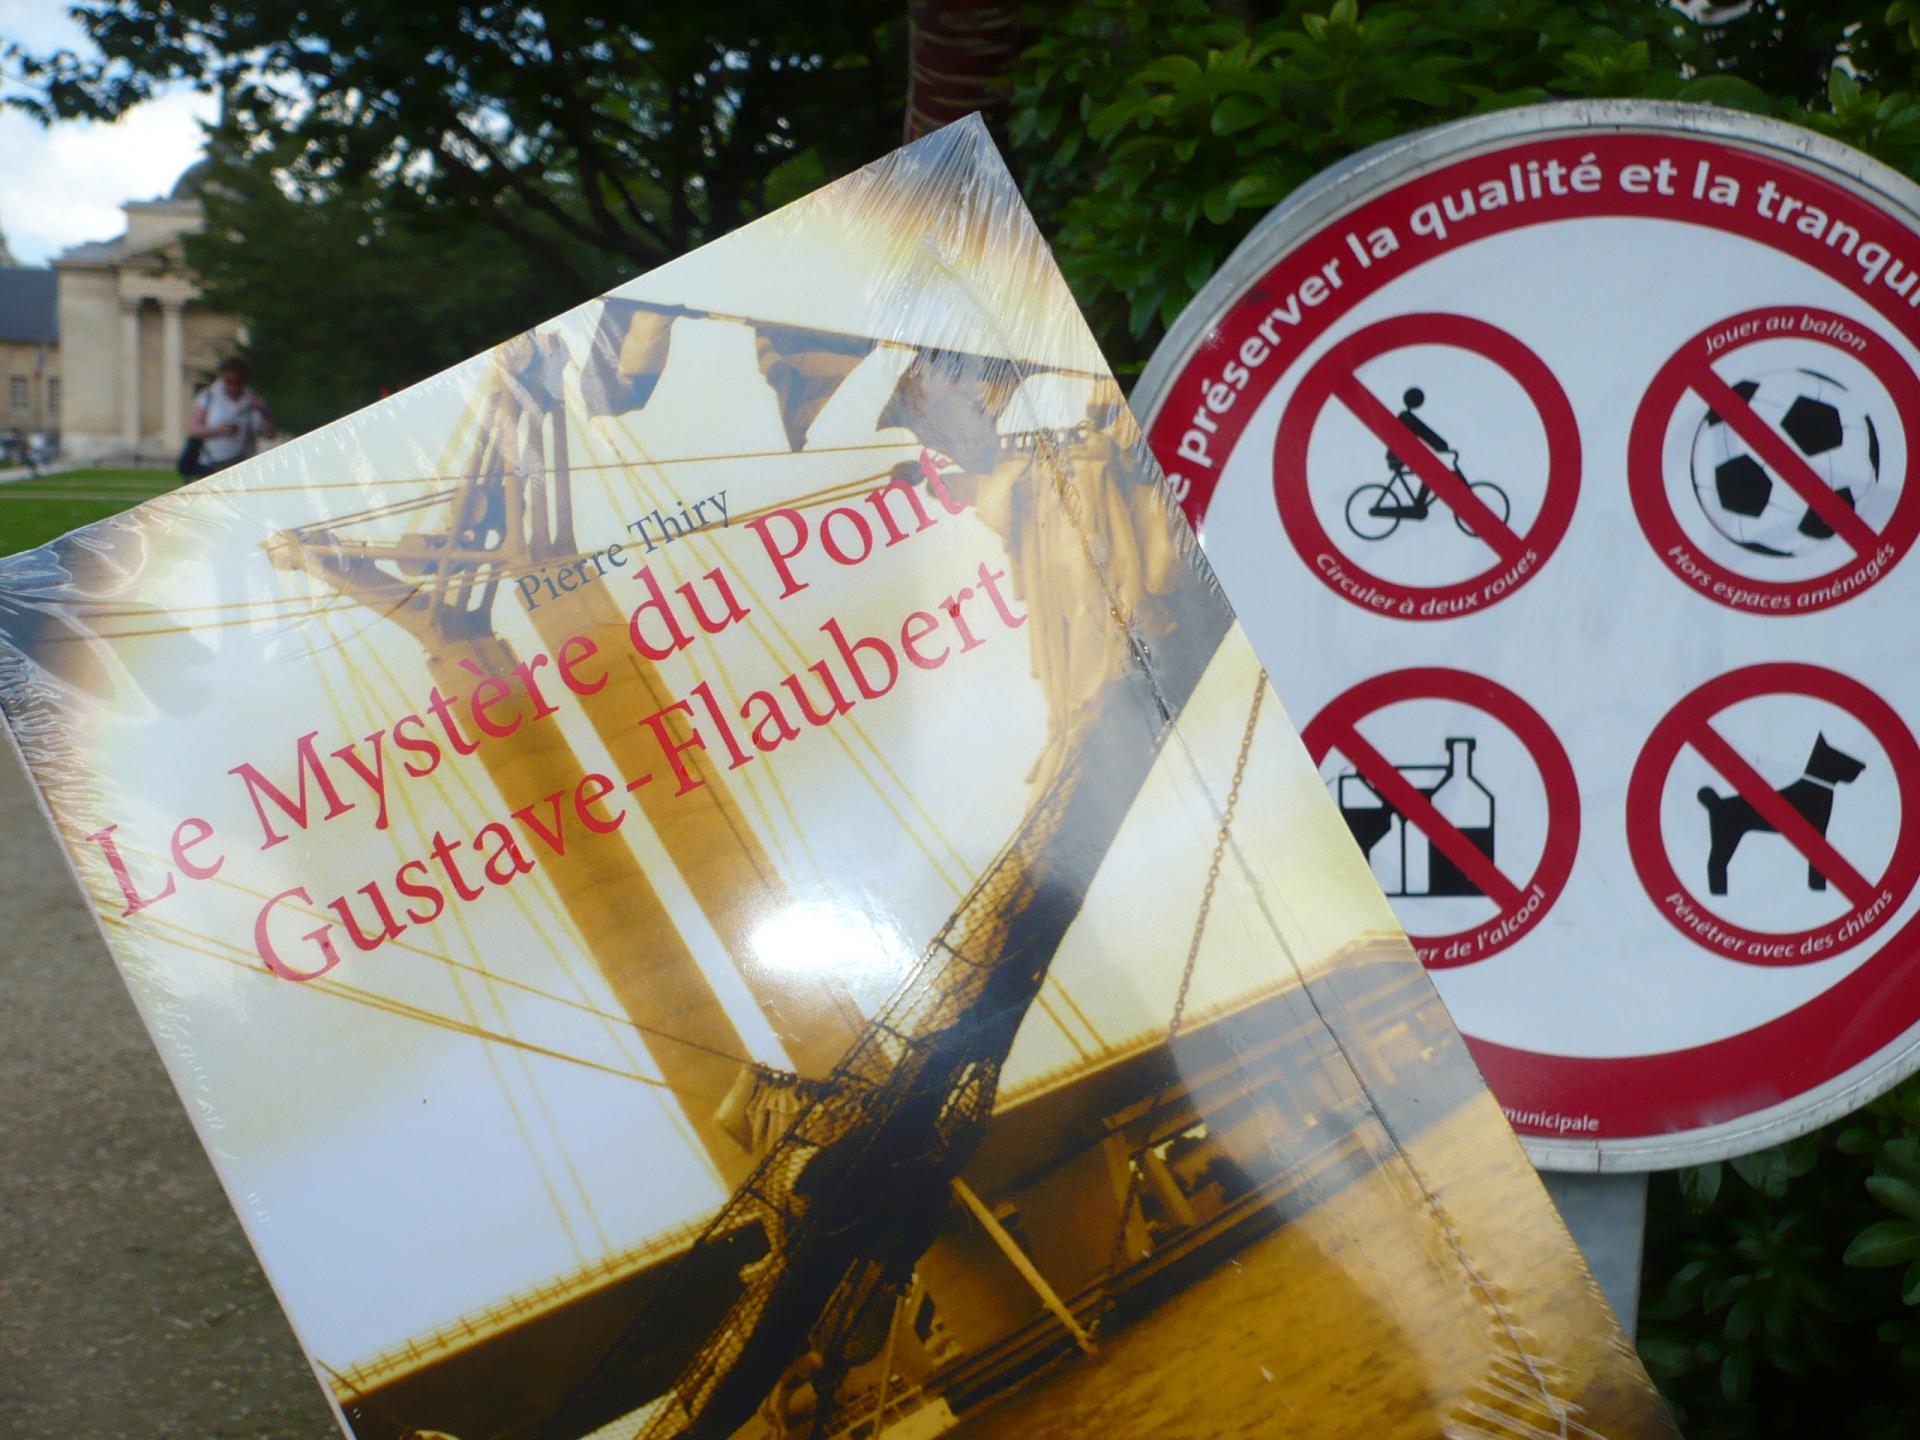 Pierre Thiry
Le Mystère du Pont
Gustave-Flaubert
préserver la qualité et la
Circuler à deux roues
Jouer au ballon
Hors espaces aménagés
de l'alcool
Pénétrer avec des chiens
municipale